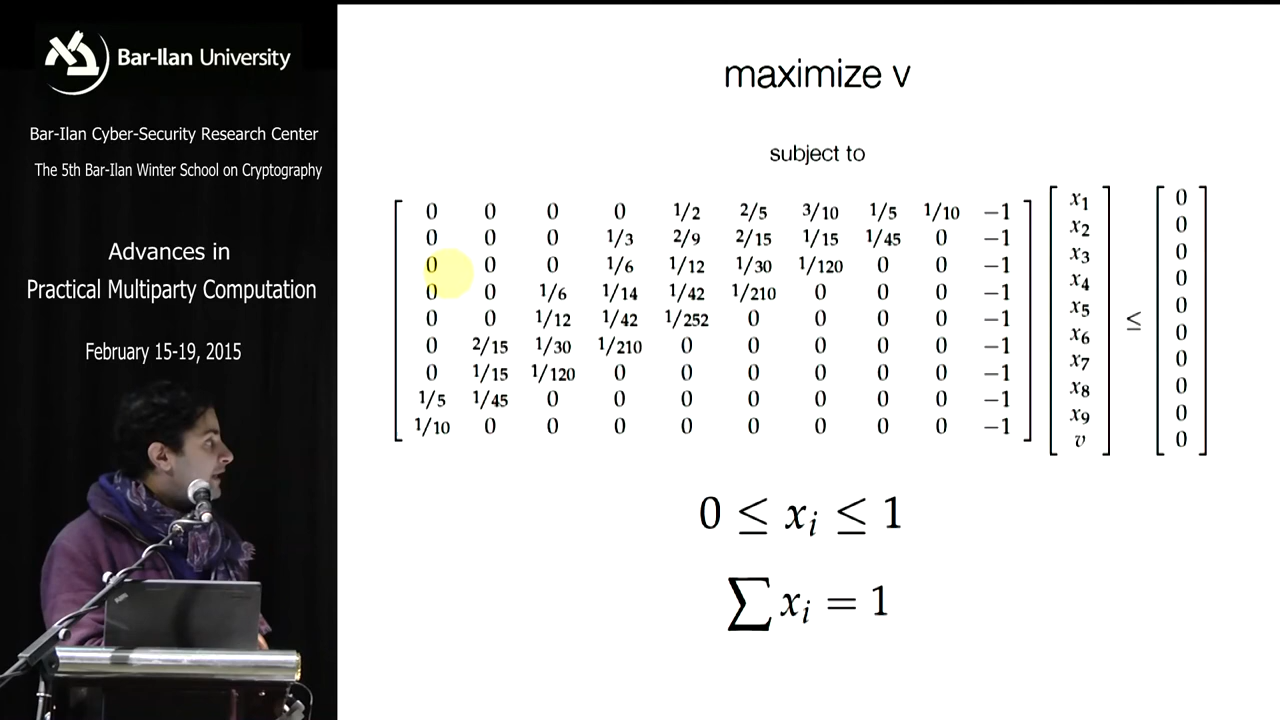 Bar-Ilan University
Bar-Ilan Cyber-Security Research Center
The 5th Bar-Ilan Winter School on Cryptography
Advances in
Practical Multiparty Computation
February 15-19, 2015
maximize v
subject to
0 0 0 0 1/2 2/5 3/10 1/5 1/10 −1 x1 0
0 0 0 1/3 2/9 2/15 1/15 1/45 0 −1 x2 0
0 0 0 1/6 1/12 1/30 1/120 0 0 −1 x3 0
0 0 1/6 1/14 1/42 1/210 0 0 0 −1 x4 0
0 0 1/12 1/42 1/252 0 0 0 0 −1 x5 ≤ 0
0 2/15 1/30 1/210 0 0 0 0 0 −1 x6 0
0 1/15 1/120 0 0 0 0 0 0 −1 x7 0
1/5 1/45 0 0 0 0 0 0 0 −1 x8 0
1/10 0 0 0 0 0 0 0 0 −1 x9 0
v 0
0 ≤ xi ≤ 1
∑ xi = 1